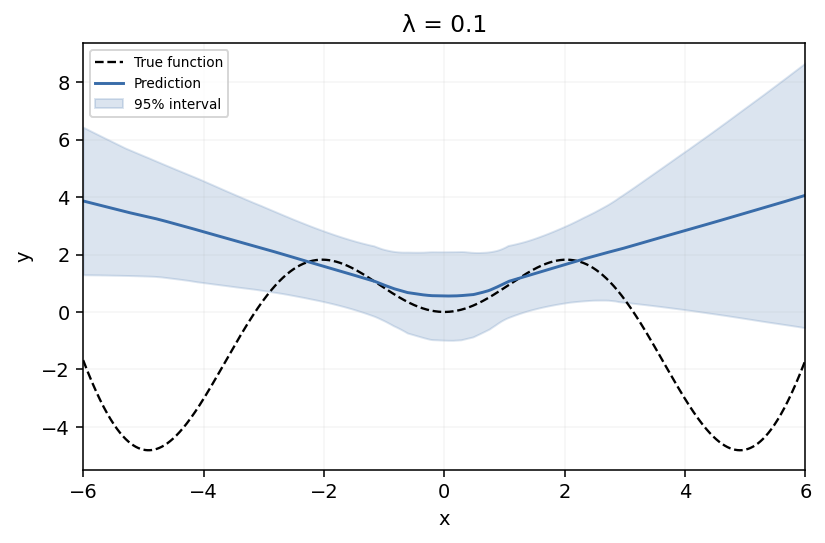 λ = 0.1
True function
Prediction
95% interval
8
6
4
2
0
−2
−4
y
−6
−4
−2
0
2
4
6
x